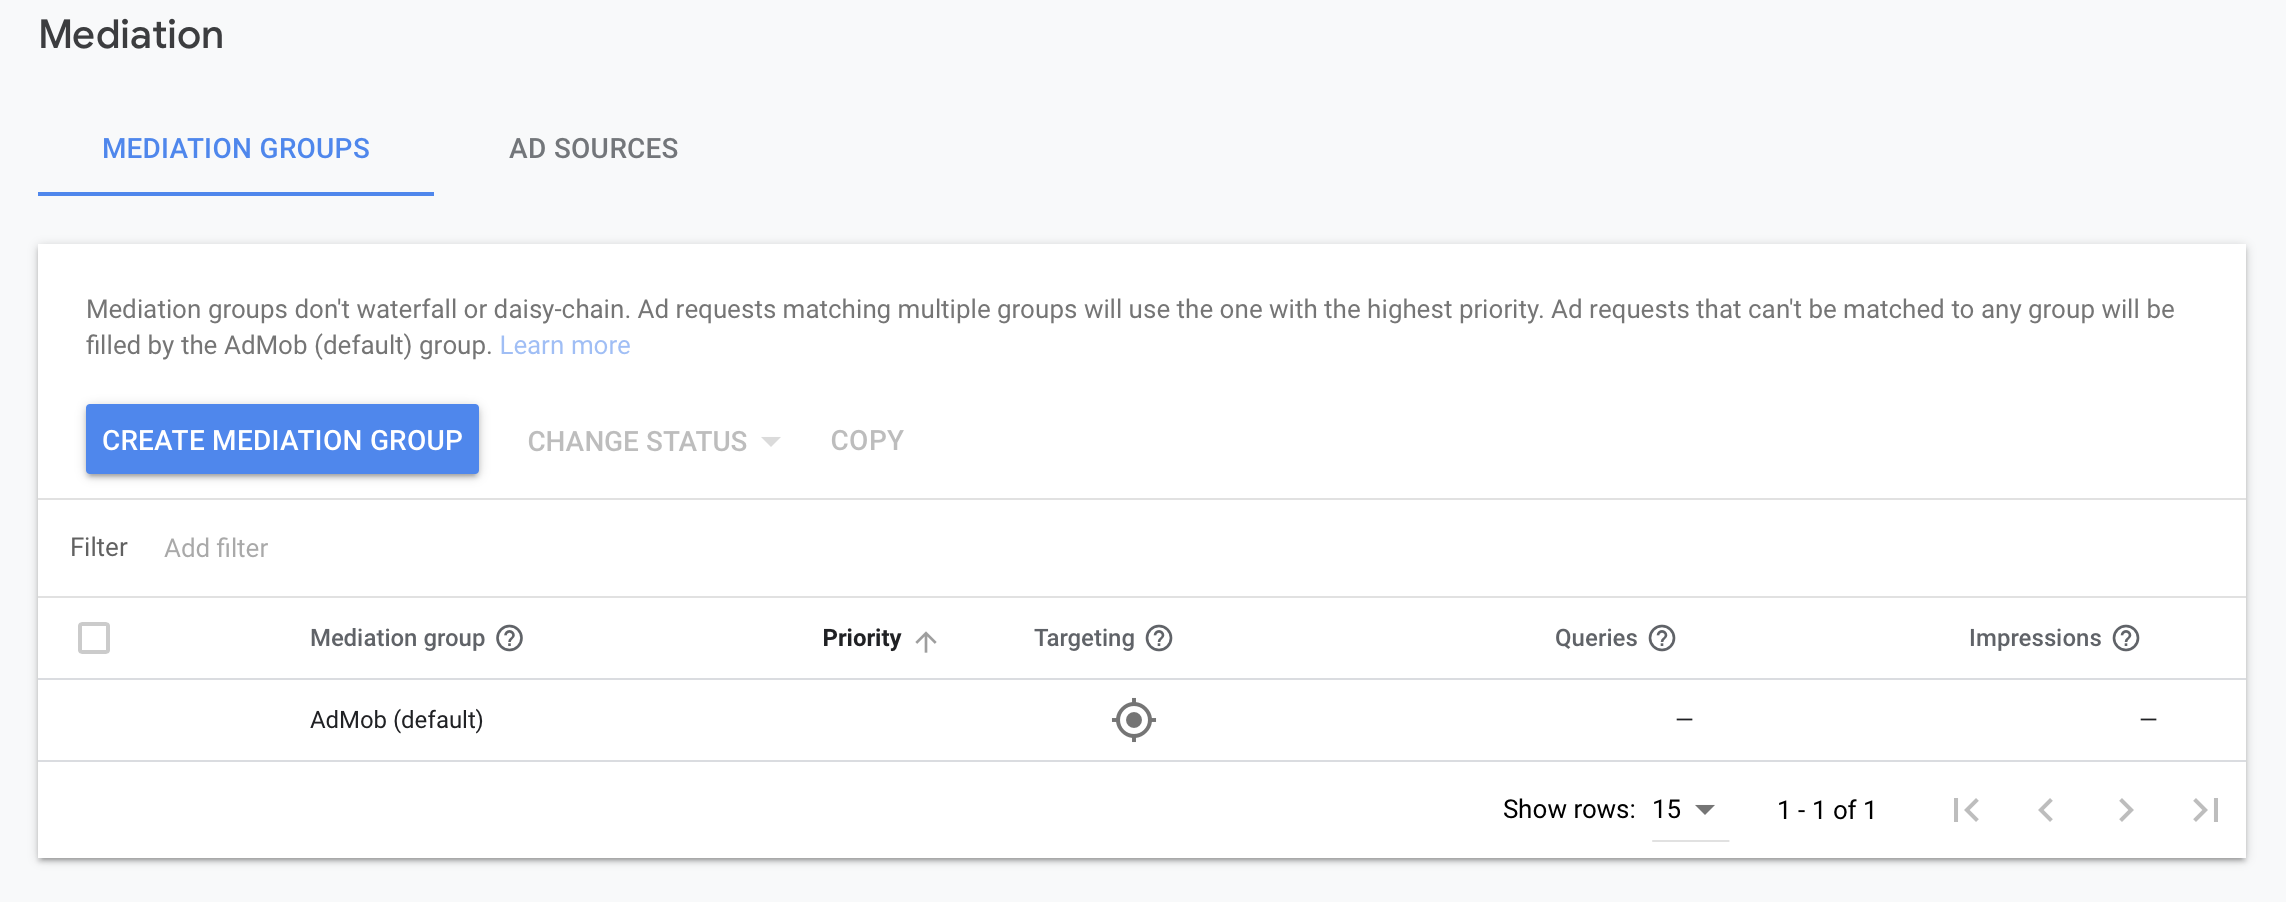 Mediation
MEDIATION GROUPS AD SOURCES
Mediation groups don't waterfall or daisy-chain. Ad requests matching multiple groups will use the one with the highest priority. Ad requests that can't be matched to any group will be
filled by the AdMob (default) group. Learn more
CREATE MEDIATION GROUP CHANGE STATUS COPY
Filter Add filter
Mediation group Priority Targeting Queries Impressions
AdMob (default) – –
Show rows: 15 1 - 1 of 1